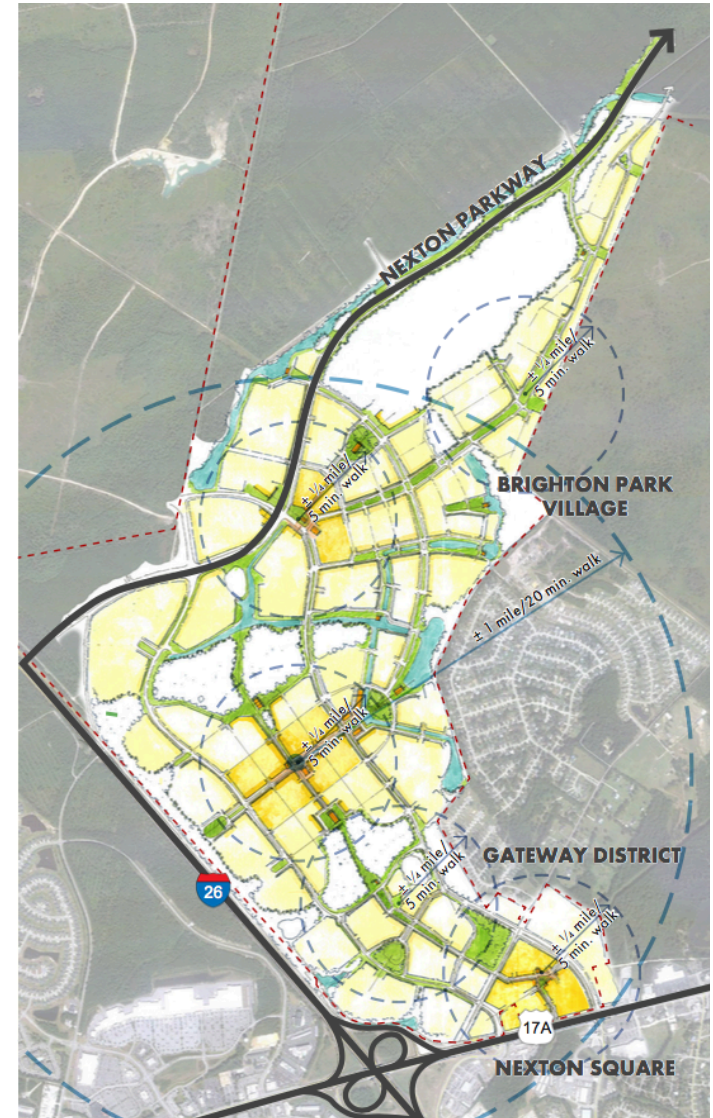 NEXTON PARKWAY
± 1/4 mile/
5 min. walk
± 1/4 mile/
5 min. walk
BRIGHTON PARK
VILLAGE
± 1 mile/20 min. walk
± 1/4 mile/
5 min. walk
GATEWAY DISTRICT
± 1/4 mile/
5 min. walk
26
± 1/4 mile/
5 min. walk
17A
NEXTON SQUARE